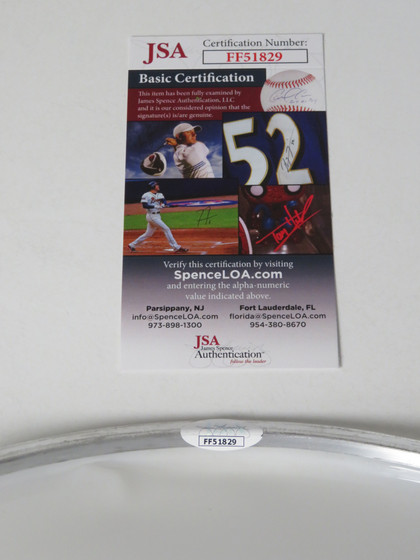 JSA
Certification Number:
FF51829
Basic Certification
This item has been fully examined by
James Spence Authentication, LLC
and it is our considered opinion that the
signature(s) is/are genuine.
52
Verify this certification by visiting
SpenceLOA.com
and entering the alpha-numeric
value indicated above.
Parsippany, NJ
info@SpenceLOA.com
973-898-1300
Fort Lauderdale, FL
florida@SpenceLOA.com
954-380-8670
JSA
James Spence
Authentication
follow the leader
FF51829